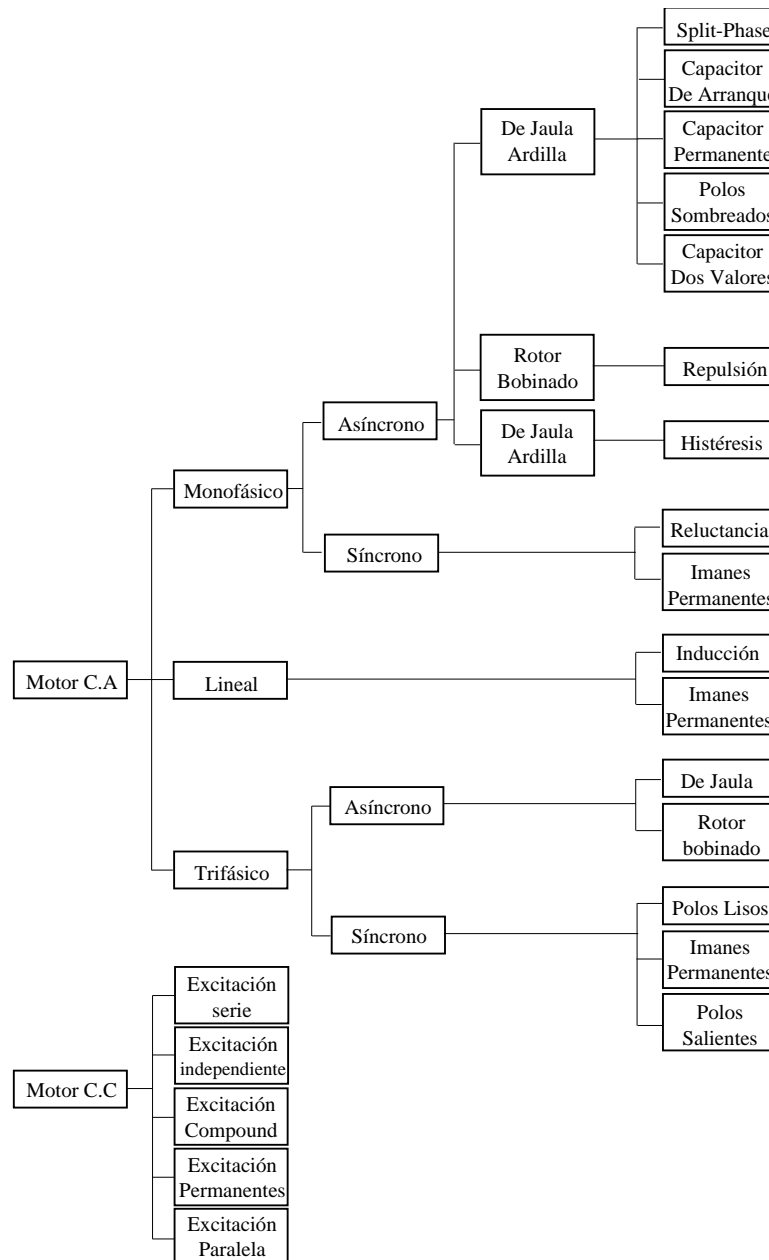 Split-Phase
Capacitor
De Arranque
De Jaula
Ardilla
Capacitor
Permanente
Polos
Sombreados
Capacitor
Dos Valores
Rotor
Bobinado
Repulsión
Asíncrono
De Jaula
Ardilla
Histéresis
Monofásico
Síncrono
Reluctancia
Imanes
Permanentes
Motor C.A
Lineal
Inducción
Imanes
Permanentes
Asíncrono
De Jaula
Rotor
bobinado
Trifásico
Síncrono
Polos Lisos
Imanes
Permanentes
Polos
Salientes
Motor C.C
Excitación
serie
Excitación
independiente
Excitación
Compound
Excitación
Permanentes
Excitación
Paralela